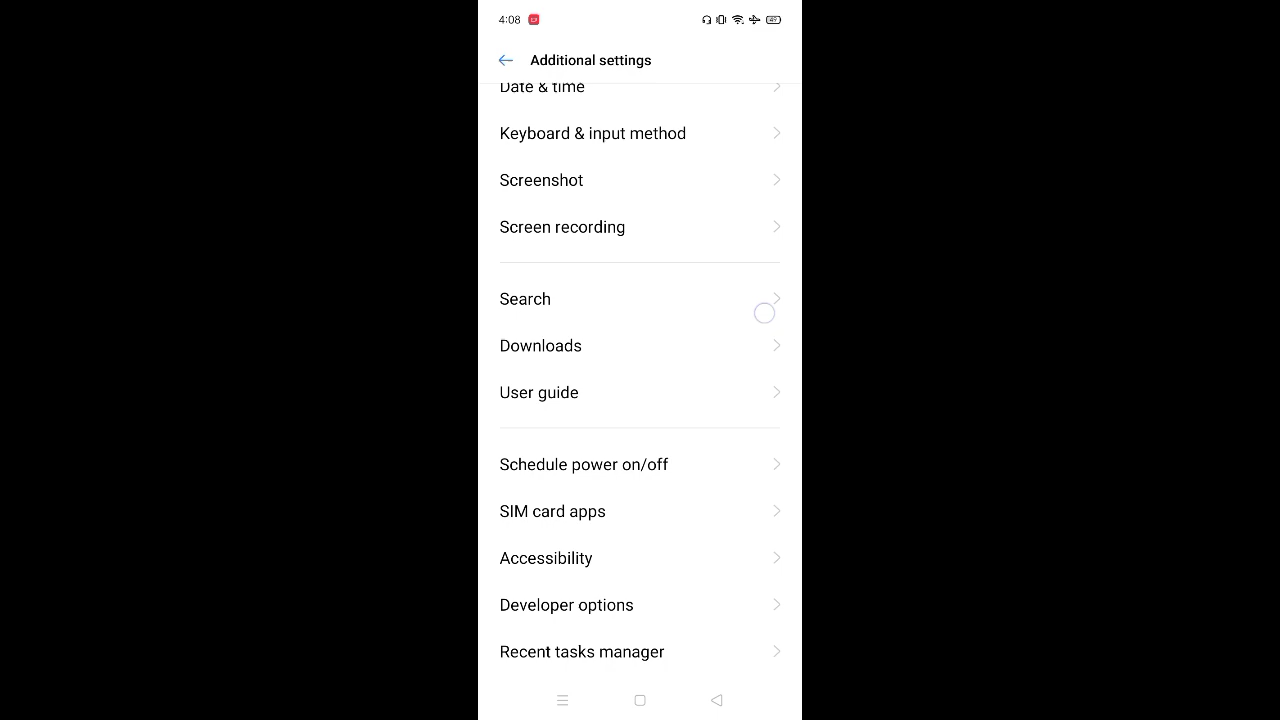 4:08
Additional settings
Date & time
Keyboard & input method
Screenshot
Screen recording
Search
Downloads
User guide
Schedule power on/off
SIM card apps
Accessibility
Developer options
Recent tasks manager